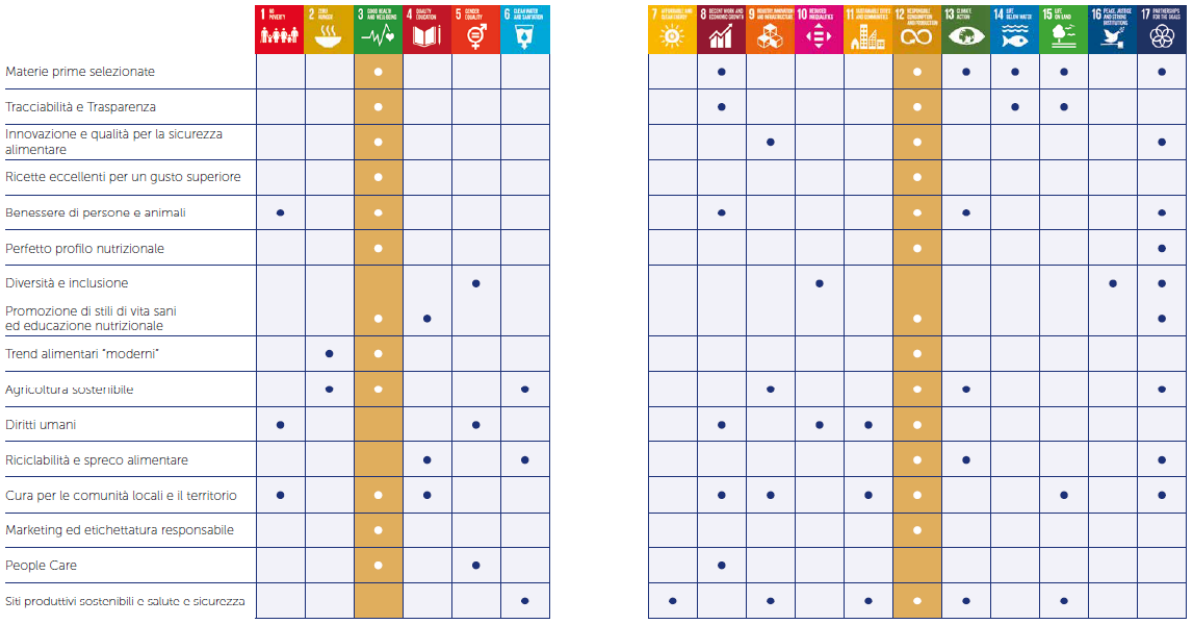 1 NO POVERTY
2 ZERO HUNGER
3 GOOD HEALTH AND WELL-BEING
4 QUALITY EDUCATION
5 GENDER EQUALITY
6 CLEAN WATER AND SANITATION
7 AFFORDABLE AND CLEAN ENERGY
8 DECENT WORK AND ECONOMIC GROWTH
9 INDUSTRY, INNOVATION AND INFRASTRUCTURE
10 REDUCED INEQUALITIES
11 SUSTAINABLE CITIES AND COMMUNITIES
12 RESPONSIBLE CONSUMPTION AND PRODUCTION
13 CLIMATE ACTION
14 LIFE BELOW WATER
15 LIFE ON LAND
16 PEACE, JUSTICE AND STRONG INSTITUTIONS
17 PARTNERSHIPS FOR THE GOALS
Materie prime selezionate
Tracciabilità e Trasparenza
Innovazione e qualità per la sicurezza
alimentare
Ricette eccellenti per un gusto superiore
Benessere di persone e animali
Perfetto profilo nutrizionale
Diversità e inclusione
Promozione di stili di vita sani
ed educazione nutrizionale
Trend alimentari "moderni"
Agricoltura sostenibile
Diritti umani
Riciclabilità e spreco alimentare
Cura per le comunità locali e il territorio
Marketing ed etichettatura responsabile
People Care
Siti produttivi sostenibili e salute e sicurezza